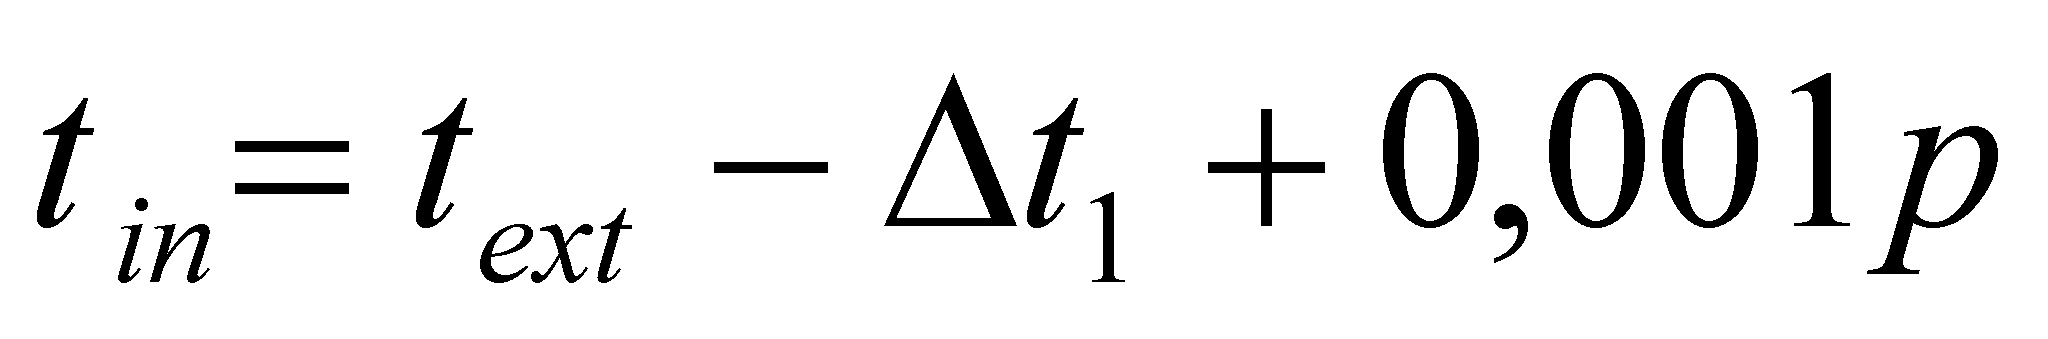 t_in = t_ext − Δt_1 + 0,001p